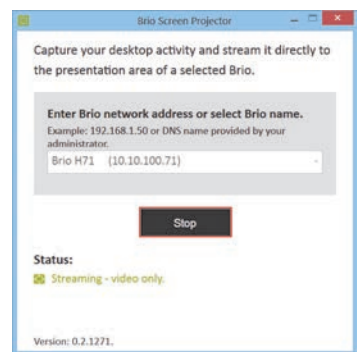 Brio Screen Projector
Capture your desktop activity and stream it directly to
the presentation area of a selected Brio.
Enter Brio network address or select Brio name.
Example: 192.168.1.50 or DNS name provided by your
administrator.
Brio H71 (10.10.100.71)
Stop
Status:
Streaming - video only.
Version: 0.2.1271.